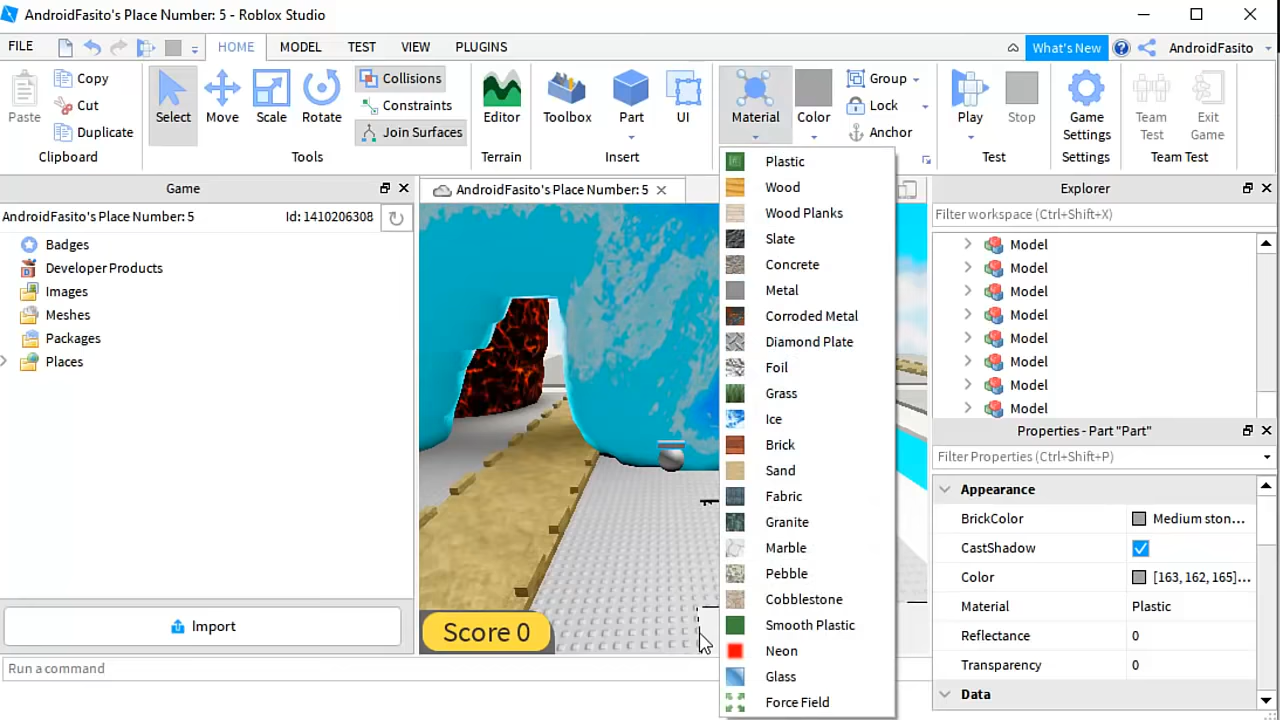 AndroidFasito's Place Number: 5 - Roblox Studio
FILE HOME MODEL TEST VIEW PLUGINS What's New AndroidFasito
Paste Copy Cut Duplicate
Clipboard
Select Move Scale Rotate Collisions Constraints Join Surfaces
Tools
Editor
Terrain
Toolbox Part UI
Insert
Material Color Group Lock Anchor
Play Stop
Test
Game Settings
Settings
Team Test Exit Game
Team Test
Game
AndroidFasito's Place Number: 5 Id: 1410206308
Badges
Developer Products
Images
Meshes
Packages
Places
Import
Run a command
AndroidFasito's Place Number: 5
Score 0
Plastic
Wood
Wood Planks
Slate
Concrete
Metal
Corroded Metal
Diamond Plate
Foil
Grass
Ice
Brick
Sand
Fabric
Granite
Marble
Pebble
Cobblestone
Smooth Plastic
Neon
Glass
Force Field
Explorer
Filter workspace (Ctrl+Shift+X)
Model
Model
Model
Model
Model
Model
Model
Model
Properties - Part "Part"
Filter Properties (Ctrl+Shift+P)
Appearance
BrickColor Medium ston...
CastShadow
Color [163, 162, 165]...
Material Plastic
Reflectance 0
Transparency 0
Data